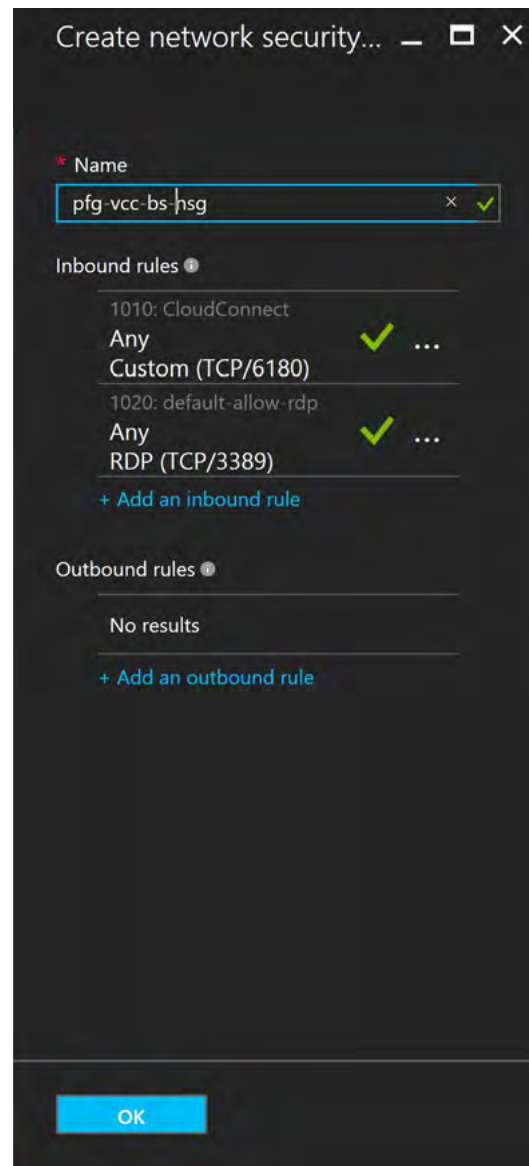 Create network security...
* Name
pfg-vcc-bs-nsg
Inbound rules
1010: CloudConnect
Any
Custom (TCP/6180)
...
1020: default-allow-rdp
Any
RDP (TCP/3389)
...
+ Add an inbound rule
Outbound rules
No results
+ Add an outbound rule
OK